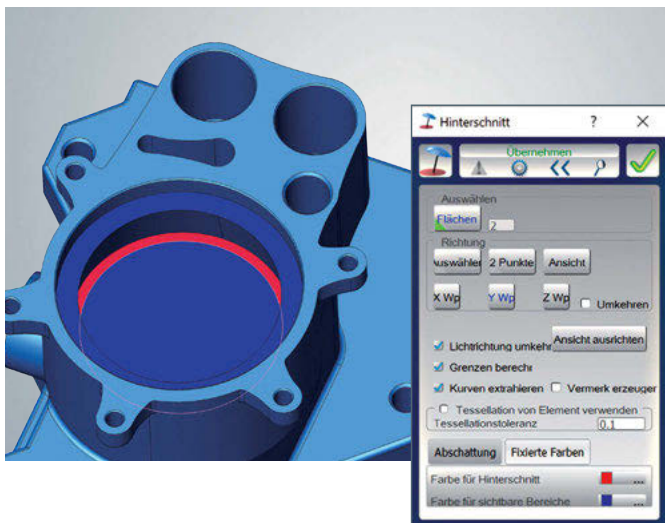 Hinterschnitt ? ×
Übernehmen
Auswählen
Flächen 2
Richtung
Auswählen 2 Punkte Ansicht
X Wp Y Wp Z Wp Umkehren
Lichtrichtung umkehr Ansicht ausrichten
Grenzen berechn
Kurven extrahieren Vermerk erzeugen
Tessellation von Element verwenden
Tessellationstoleranz 0.1
Abschattung Fixierte Farben
Farbe für Hinterschnitt ...
Farbe für sichtbare Bereiche ...